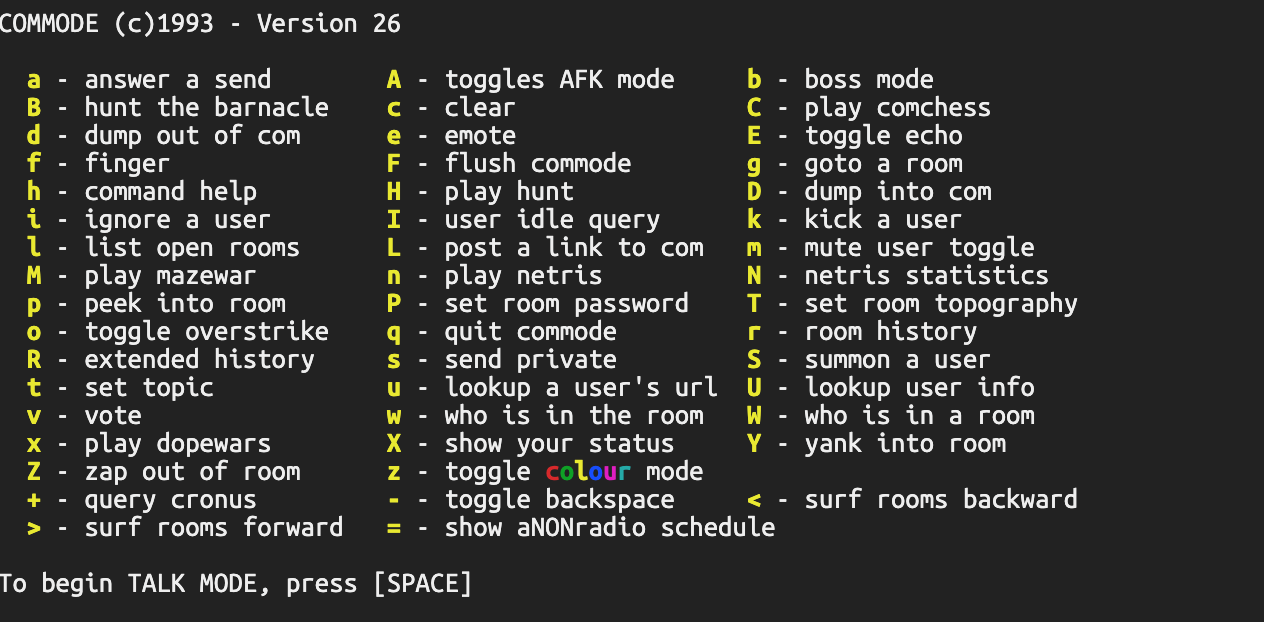 COMMODE (c)1993 - Version 26
a - answer a send A - toggles AFK mode b - boss mode
B - hunt the barnacle c - clear C - play comchess
d - dump out of com e - emote E - toggle echo
f - finger F - flush commode g - goto a room
h - command help H - play hunt D - dump into com
i - ignore a user I - user idle query k - kick a user
l - list open rooms L - post a link to com m - mute user toggle
M - play mazewar n - play netris N - netris statistics
p - peek into room P - set room password T - set room topography
o - toggle overstrike q - quit commode r - room history
R - extended history s - send private S - summon a user
t - set topic u - lookup a user's url U - lookup user info
v - vote w - who is in the room W - who is in a room
x - play dopewars X - show your status Y - yank into room
Z - zap out of room z - toggle colour mode
+ - query cronus - - toggle backspace < - surf rooms backward
> - surf rooms forward = - show aNONradio schedule
To begin TALK MODE, press [SPACE]